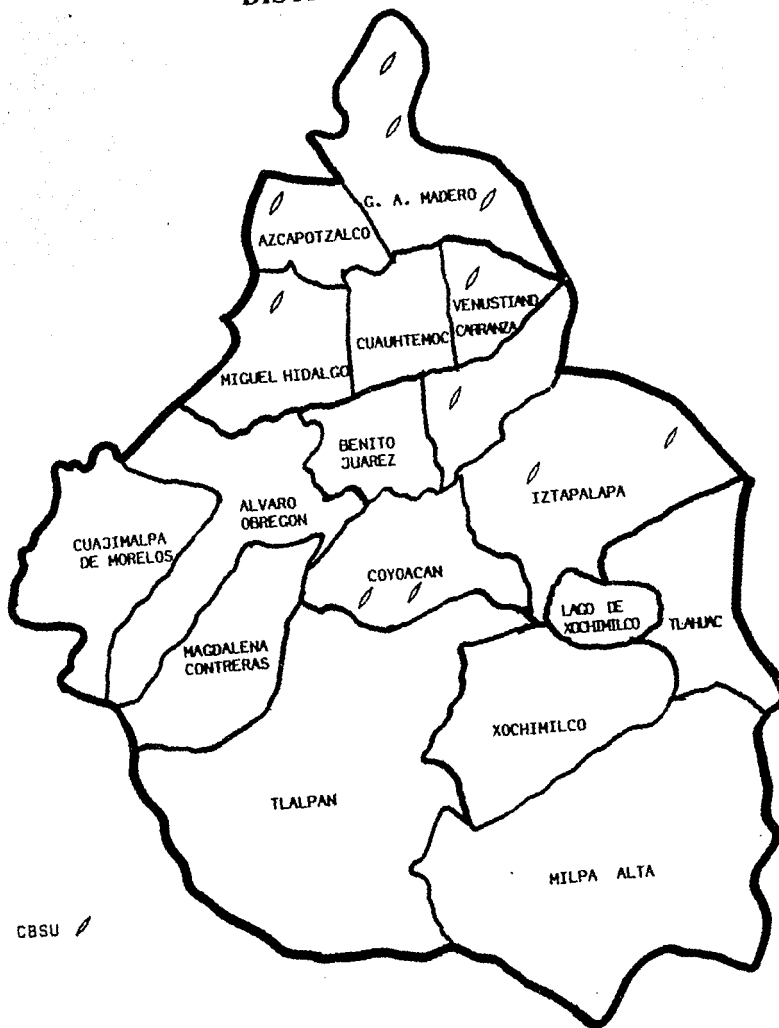 G. A. MADERO
AZCAPOTZALCO
VENUSTIANO
CARRANZA
CUAUHTEMOC
MIGUEL HIDALGO
BENITO
JUAREZ
IZTAPALAPA
ALVARO
OBREGON
CUAJIMALPA
DE MORELOS
COYOACAN
LAGO DE
XOCHIMILCO
TLAHUAC
MAGDALENA
CONTRERAS
XOCHIMILCO
TLALPAN
MILPA ALTA
CBSU